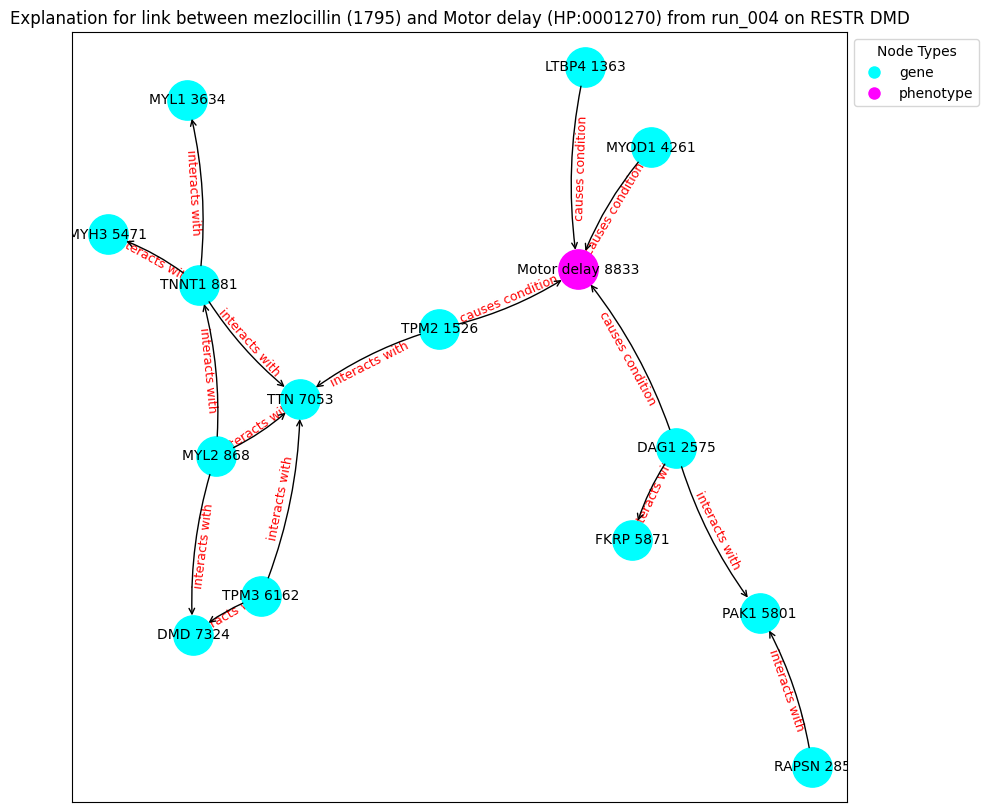 Explanation for link between mezlocillin (1795) and Motor delay (HP:0001270) from run_004 on RESTR DMD
Node Types
gene
phenotype
LTBP4 1363
MYL1 3634
MYOD1 4261
causes condition
causes condition
interacts with
MYH3 5471
interacts with
TNNT1 881
Motor delay 8833
causes condition
interacts with
TPM2 1526
interacts with
interacts with
causes condition
TTN 7053
interacts with
MYL2 868
DAG1 2575
interacts with
interacts with
interacts with
interacts with
FKRP 5871
TPM3 6162
PAK1 5801
DMD 7324
interacts with
RAPSN 285